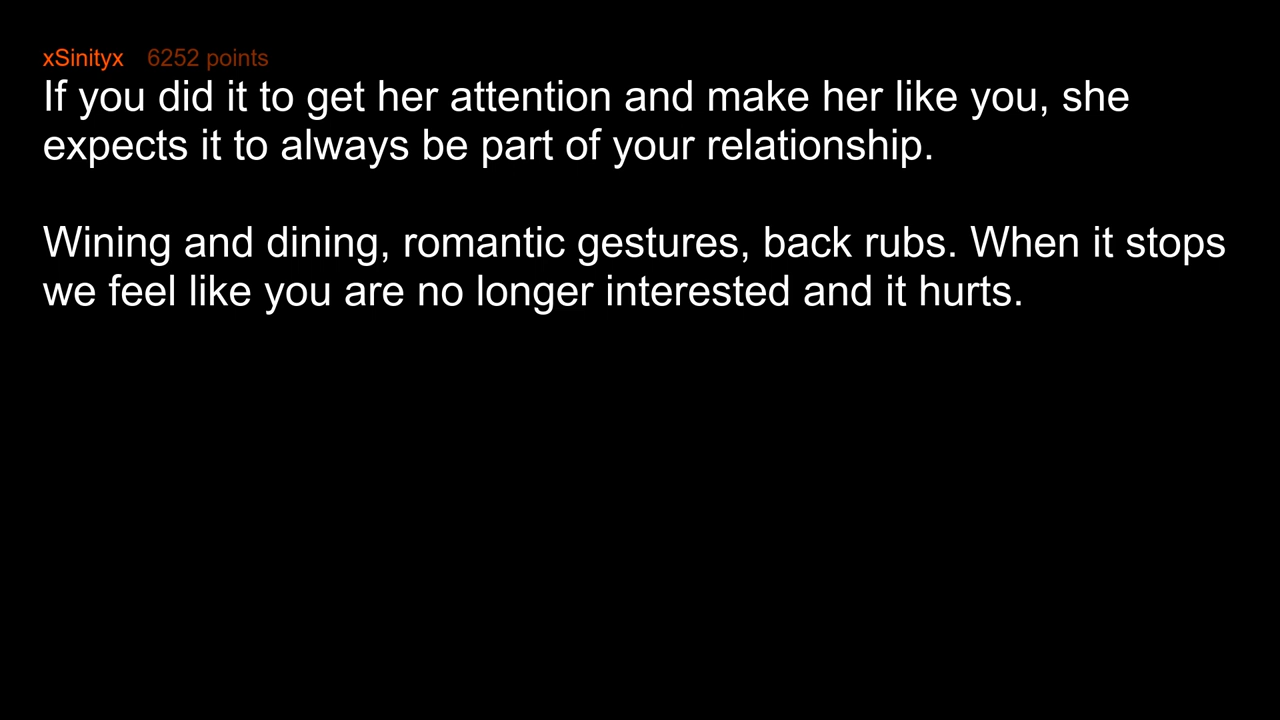 xSinityx 6252 points
If you did it to get her attention and make her like you, she
expects it to always be part of your relationship.
Wining and dining, romantic gestures, back rubs. When it stops
we feel like you are no longer interested and it hurts.